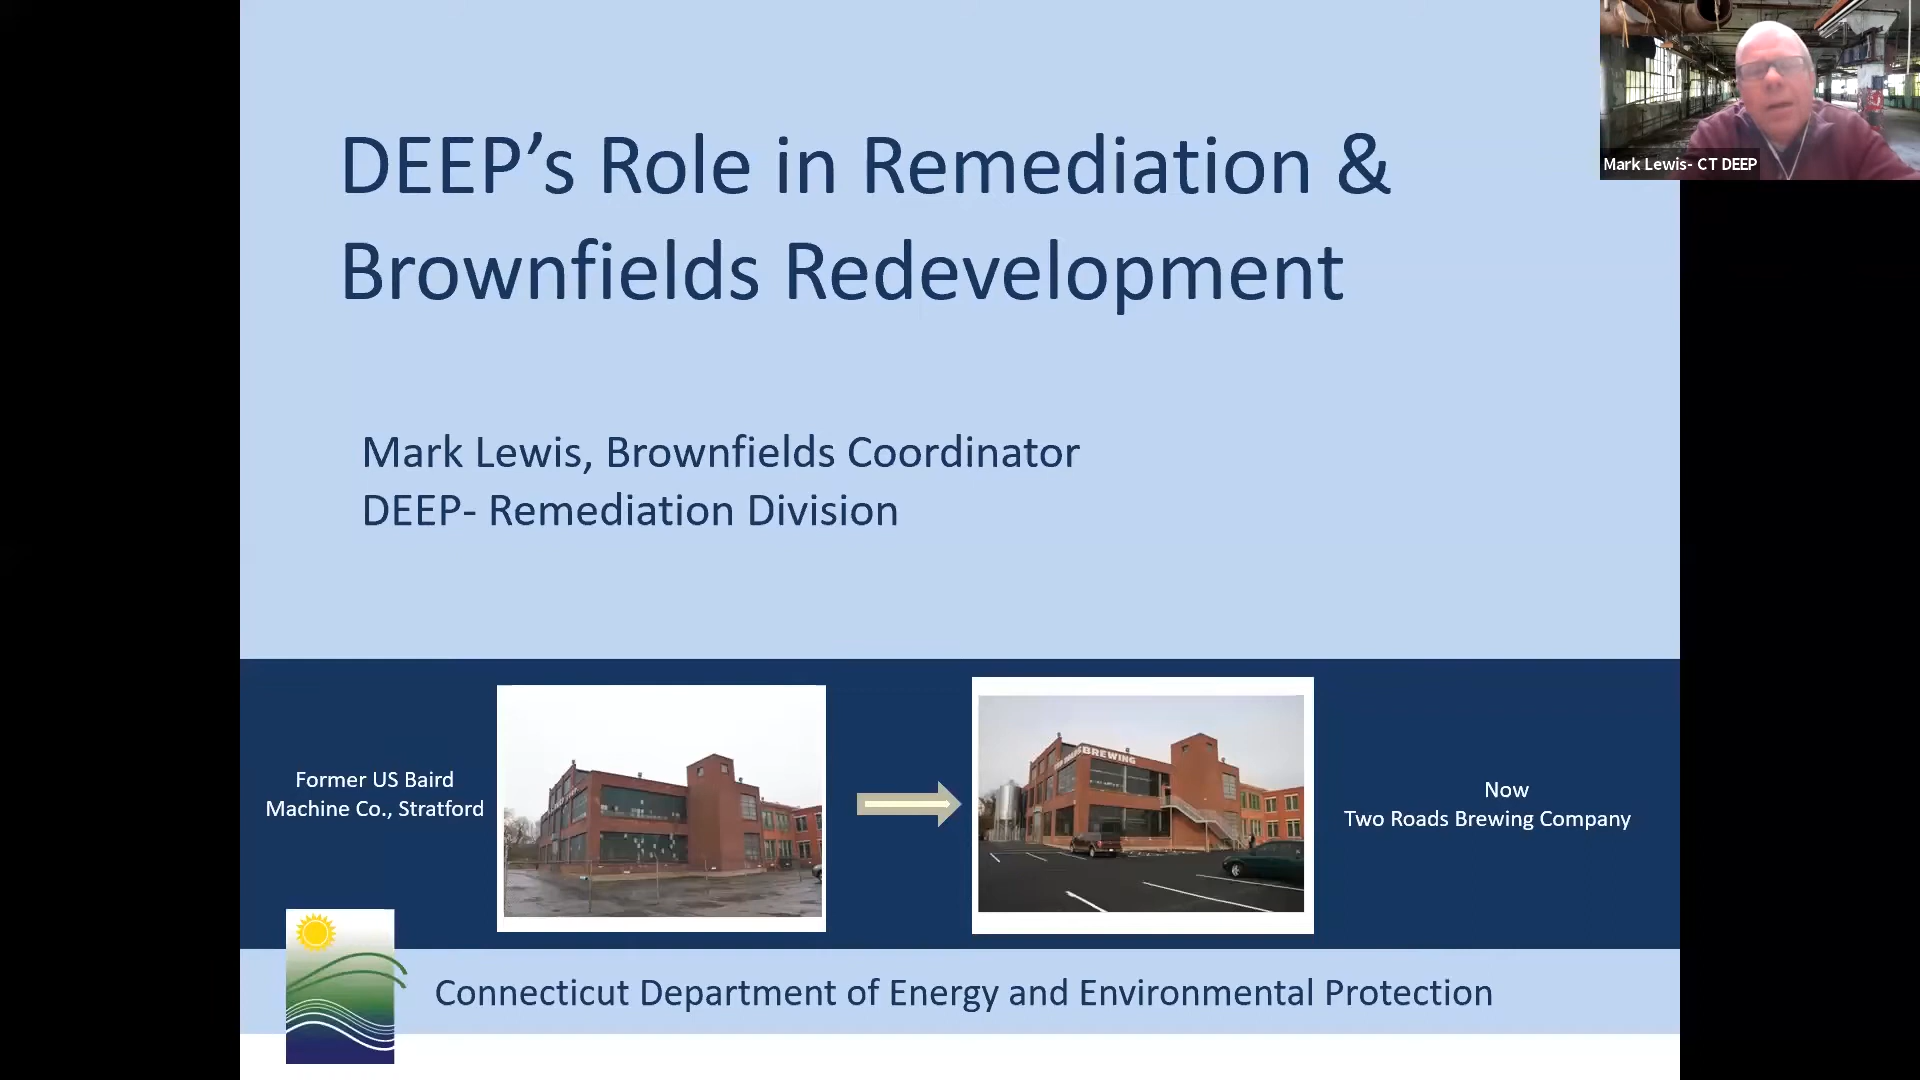 DEEP’s Role in Remediation &
Brownfields Redevelopment
Mark Lewis- CT DEEP
Mark Lewis, Brownfields Coordinator
DEEP- Remediation Division
Former US Baird
Machine Co., Stratford
BREWING
Now
Two Roads Brewing Company
Connecticut Department of Energy and Environmental Protection